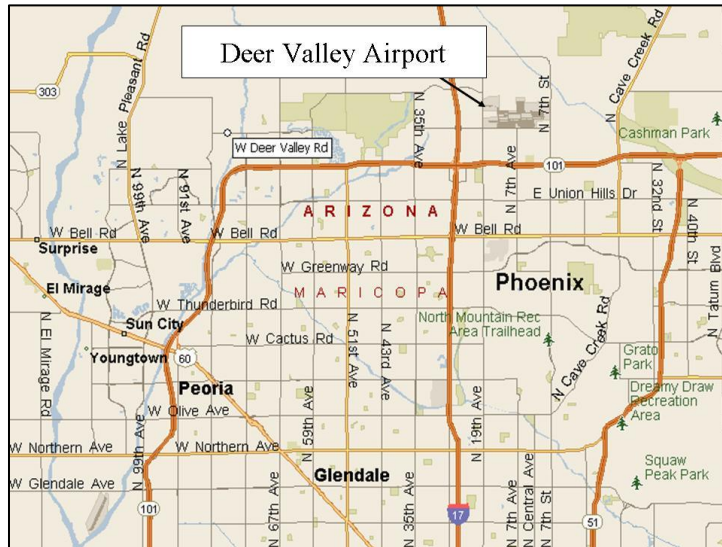 Deer Valley Airport
303
N Lake Pleasant Rd
N Cave Creek Rd
N 7th St
N 35th Ave
Cashman Park
W Deer Valley Rd
101
N 7th Ave
N 99th Ave
N 91st Ave
E Union Hills Dr
N 32nd St
N 40th St
ARIZONA
W Bell Rd
W Bell Rd
W Bell Rd
Surprise
W Greenway Rd
Phoenix
El Mirage
MARICOPA
N Tatum Blvd
W Thunderbird Rd
North Mountain Rec
Area Trailhead
Sun City
N El Mirage Rd
N 51st Ave
N 43rd Ave
W Cactus Rd
N Cave Creek Rd
Youngtown
60
Grato
Park
Peoria
Dreamy Draw
Recreation
Area
W Olive Ave
N 99th Ave
N 59th Ave
N 19th Ave
W Northern Ave
W Northern Ave
Glendale
W Glendale Ave
Squaw
Peak Park
N 67th Ave
N 35th Ave
N 7th Ave
N Central Ave
N 7th St
101
17
51